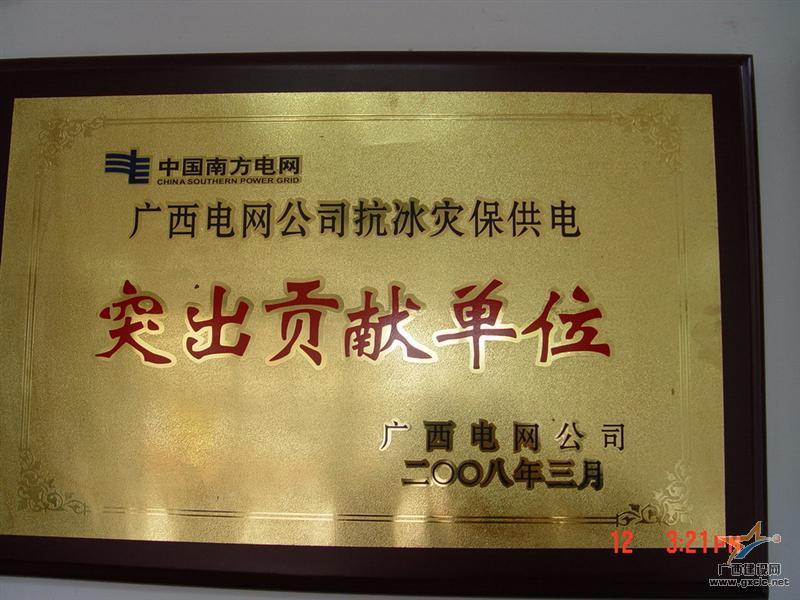 中国南方电网
CHINA SOUTHERN POWER GRID
广西电网公司抗冰灾保供电
突出贡献单位
广西电网公司
二〇〇八年三月
12 3:21PM
广西建设网
www.gxcic.net